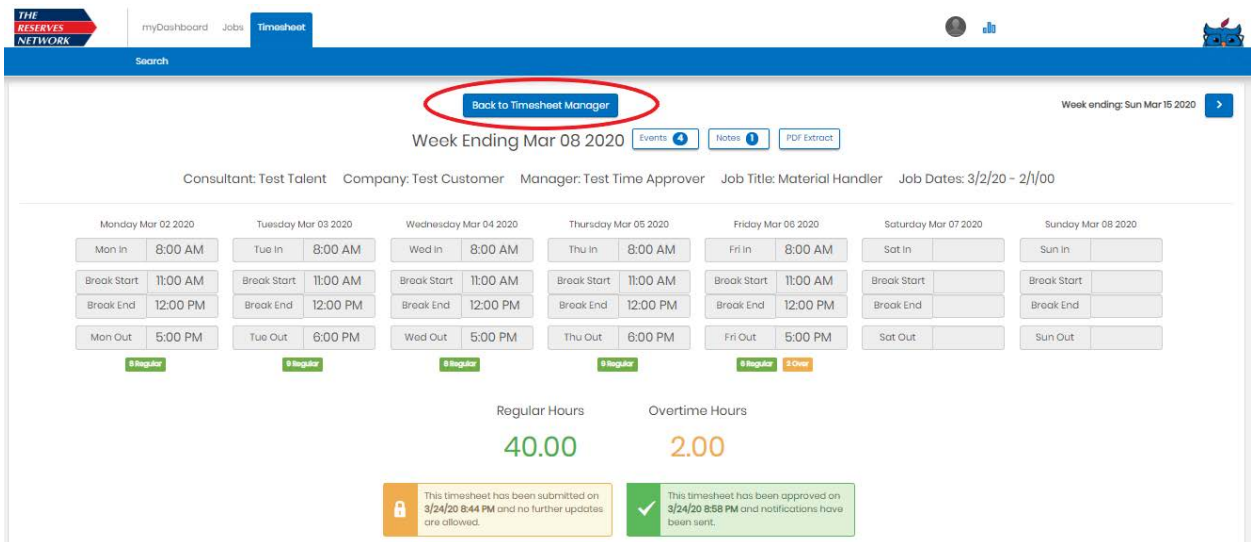 THE
RESERVES
NETWORK
myDashboard Jobs Timesheet
Search
Back to Timesheet Manager
Week ending: Sun Mar 15 2020 >
Week Ending Mar 08 2020 Events 4 Notes 1 PDF Extract
Consultant: Test Talent Company: Test Customer Manager: Test Time Approver Job Title: Material Handler Job Dates: 3/2/20 - 2/1/00
Monday Mar 02 2020 Tuesday Mar 03 2020 Wednesday Mar 04 2020 Thursday Mar 05 2020 Friday Mar 06 2020 Saturday Mar 07 2020 Sunday Mar 08 2020
Mon In 8:00 AM Tue In 8:00 AM Wed In 8:00 AM Thu In 8:00 AM Fri In 8:00 AM Sat In Sun In
Break Start 11:00 AM Break Start 11:00 AM Break Start 11:00 AM Break Start 11:00 AM Break Start 11:00 AM Break Start Break Start
Break End 12:00 PM Break End 12:00 PM Break End 12:00 PM Break End 12:00 PM Break End 12:00 PM Break End Break End
Mon Out 5:00 PM Tue Out 6:00 PM Wed Out 5:00 PM Thu Out 6:00 PM Fri Out 5:00 PM Sat Out Sun Out
8 Regular 9 Regular 8 Regular 9 Regular Regular Over
Regular Hours Overtime Hours
40.00 2.00
This timesheet has been submitted on
3/24/20 8:44 PM and no further updates
are allowed.
This timesheet has been approved on
3/24/20 8:58 PM and notifications have
been sent.